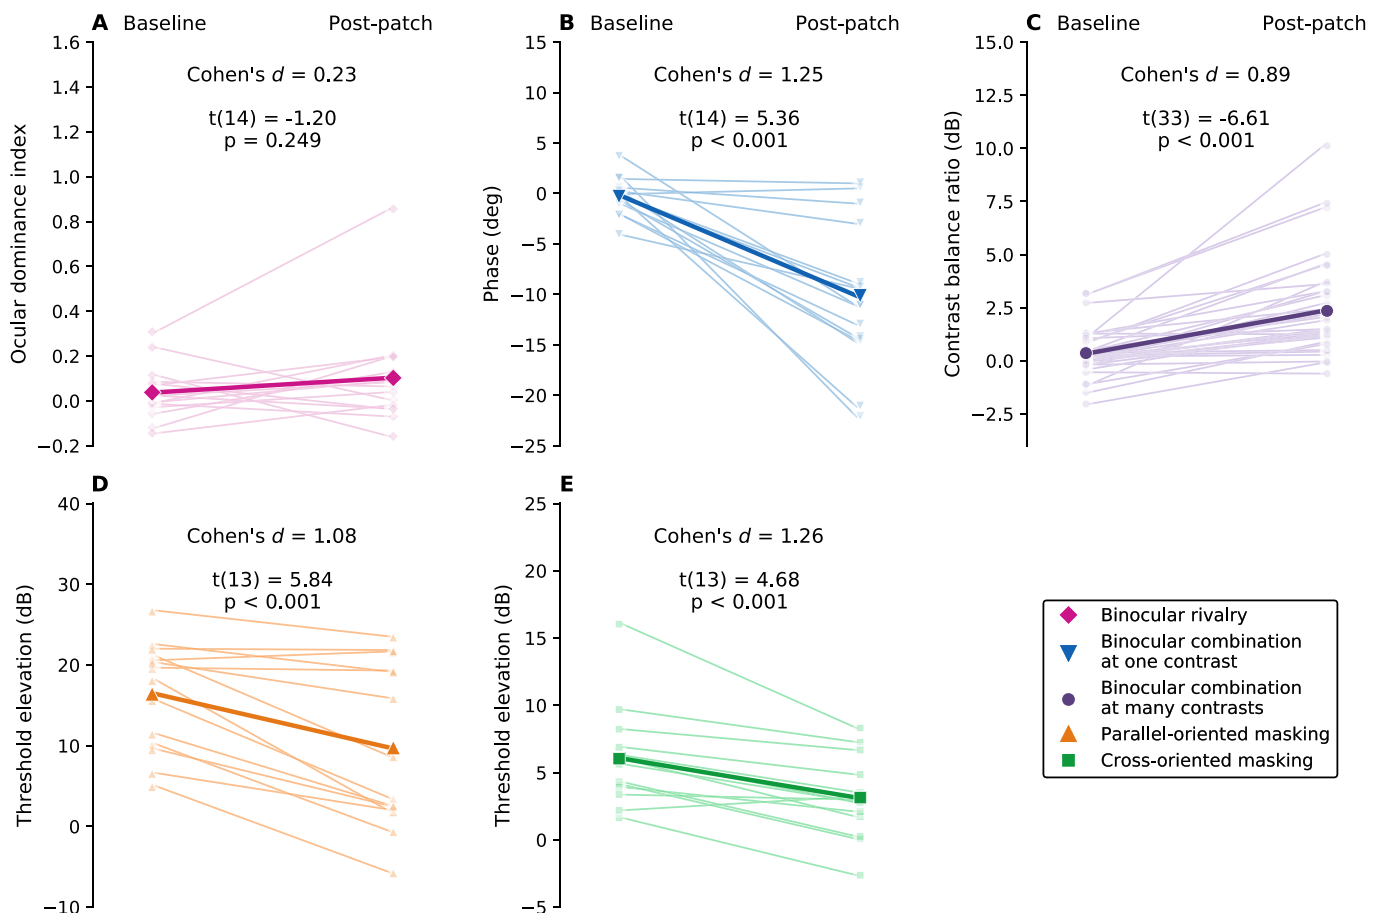 A Baseline Post-patch
Cohen's d = 0.23
t(14) = -1.20
p = 0.249
Ocular dominance index
1.6
1.4
1.2
1.0
0.8
0.6
0.4
0.2
0.0
−0.2
B Baseline Post-patch
Cohen's d = 1.25
t(14) = 5.36
p < 0.001
Phase (deg)
15
10
5
0
−5
−10
−15
−20
−25
C Baseline Post-patch
Cohen's d = 0.89
t(33) = -6.61
p < 0.001
Contrast balance ratio (dB)
15.0
12.5
10.0
7.5
5.0
2.5
0.0
−2.5
D
Cohen's d = 1.08
t(13) = 5.84
p < 0.001
Threshold elevation (dB)
40
30
20
10
0
−10
E
Cohen's d = 1.26
t(13) = 4.68
p < 0.001
Threshold elevation (dB)
25
20
15
10
5
0
−5
Binocular rivalry
Binocular combination
at one contrast
Binocular combination
at many contrasts
Parallel-oriented masking
Cross-oriented masking